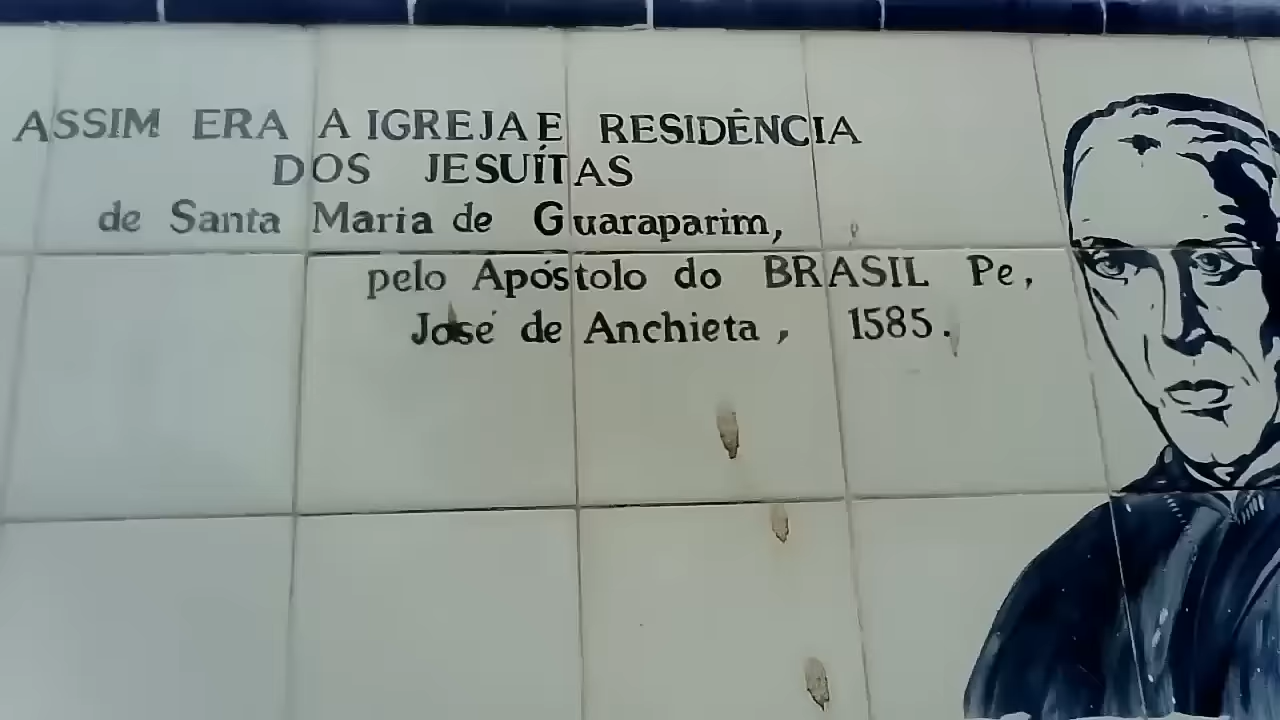 ASSIM ERA A IGREJA E RESIDÊNCIA
DOS JESUÍTAS
de Santa Maria de Guaraparim,
pelo Apóstolo do BRASIL Pe,
José de Anchieta, 1585.